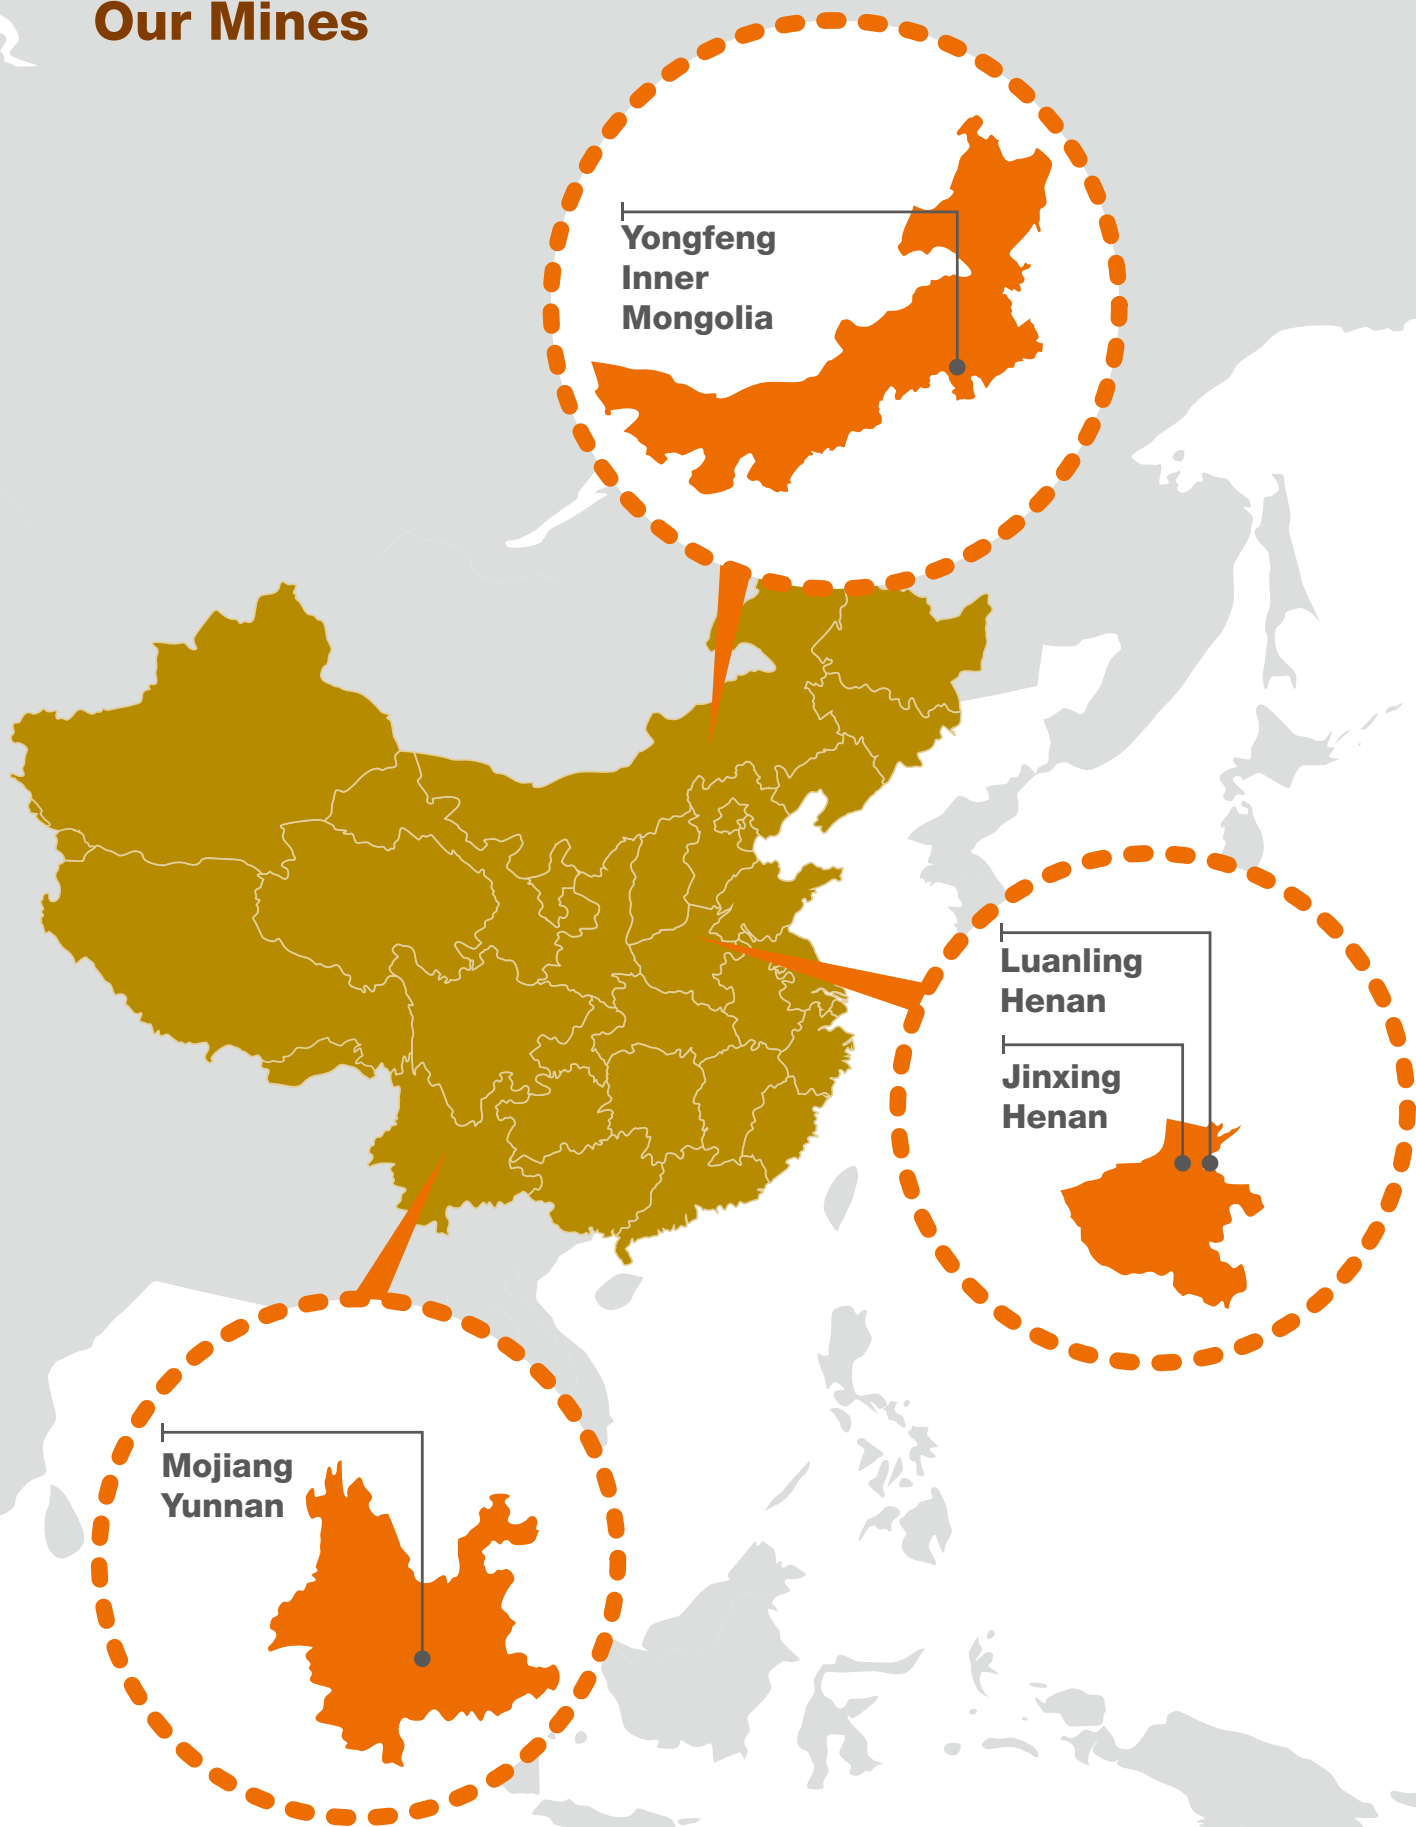 Our Mines
Yongfeng
Inner
Mongolia
Luanling
Henan
Jinxing
Henan
Mojiang
Yunnan